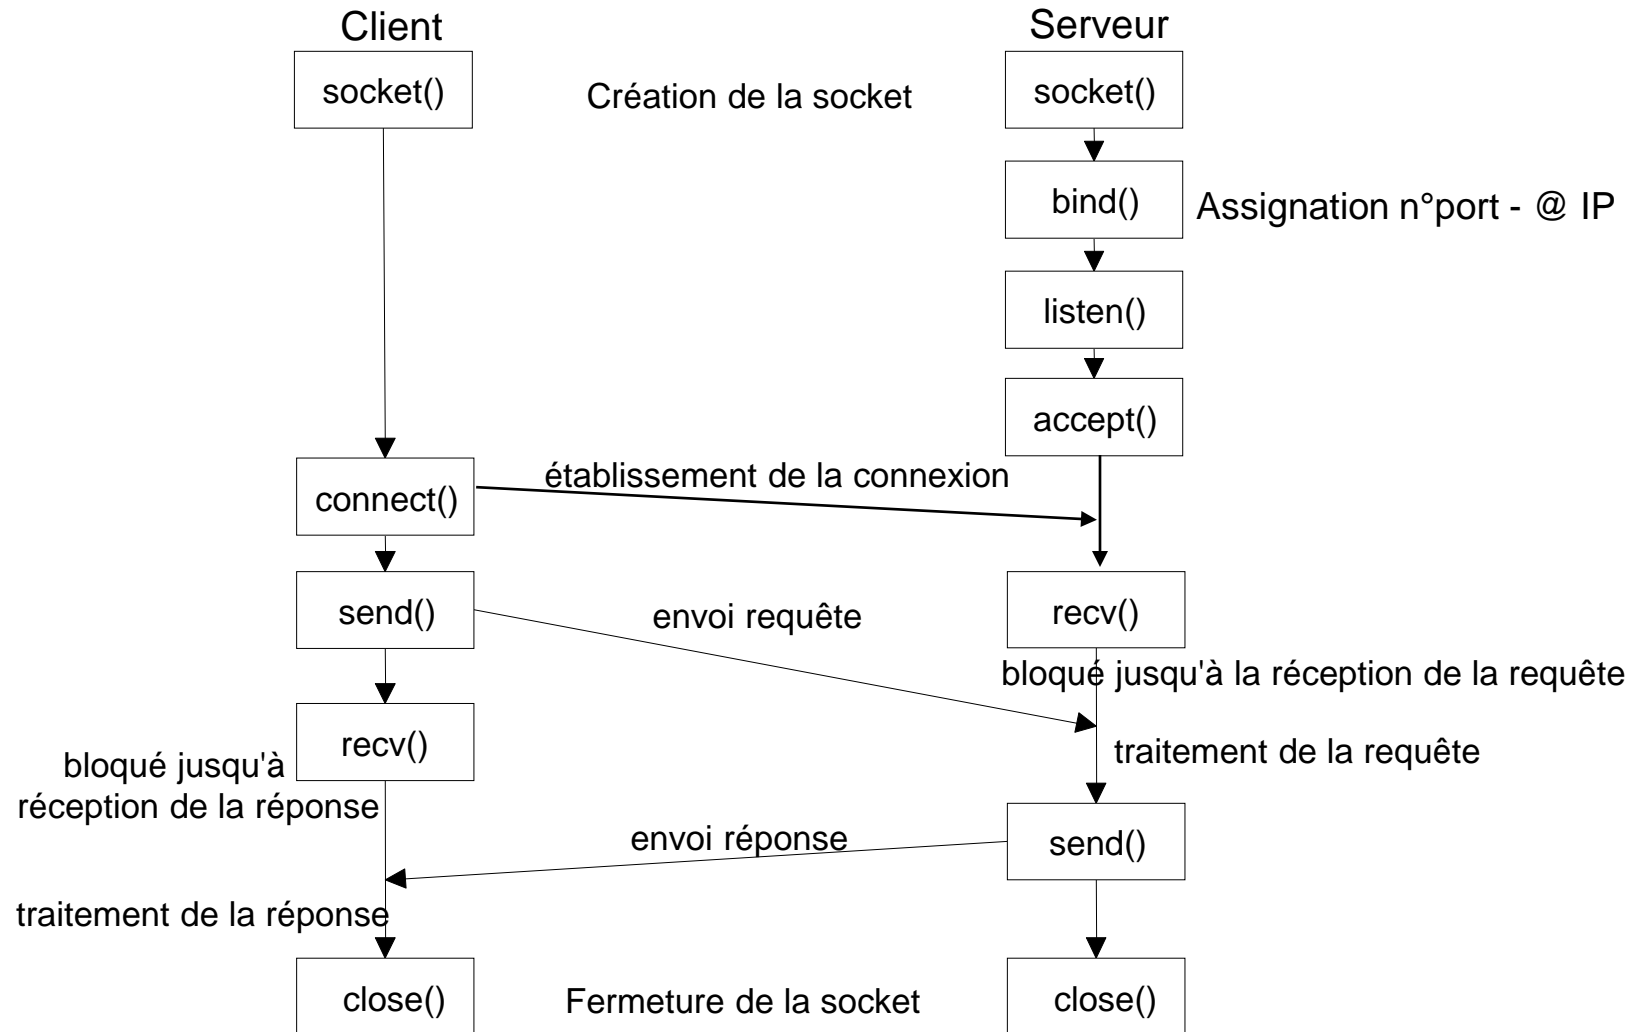 Client
Serveur
socket()
Création de la socket
socket()
bind()
Assignation n°port - @ IP
listen()
accept()
établissement de la connexion
connect()
send()
envoi requête
recv()
bloqué jusqu'à la réception de la requête
recv()
traitement de la requête
bloqué jusqu'à
réception de la réponse
envoi réponse
send()
traitement de la réponse
close()
Fermeture de la socket
close()